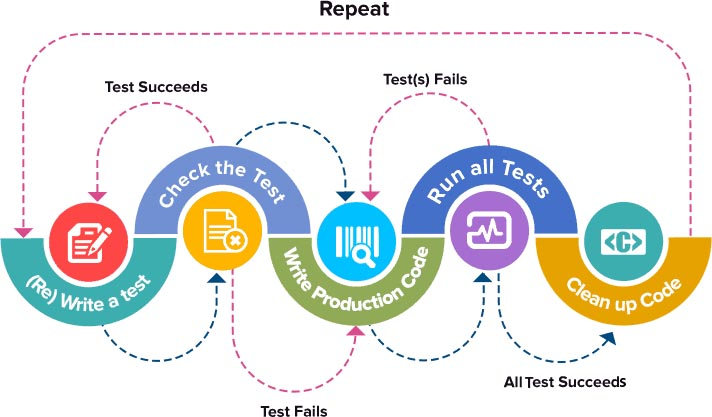 Repeat
Test Succeeds
Test(s) Fails
Check the Test
Run all Tests
(Re) Write a test
Write Production Code
<C>
Clean up Code
All Test Succeeds
Test Fails